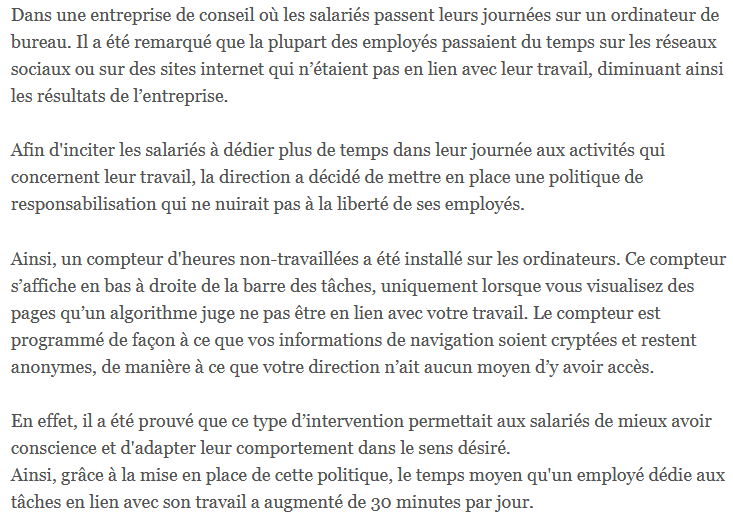 Dans une entreprise de conseil où les salariés passent leurs journées sur un ordinateur de
bureau. Il a été remarqué que la plupart des employés passaient du temps sur les réseaux
sociaux ou sur des sites internet qui n’étaient pas en lien avec leur travail, diminuant ainsi
les résultats de l’entreprise.
Afin d'inciter les salariés à dédier plus de temps dans leur journée aux activités qui
concernent leur travail, la direction a décidé de mettre en place une politique de
responsabilisation qui ne nuirait pas à la liberté de ses employés.
Ainsi, un compteur d'heures non-travaillées a été installé sur les ordinateurs. Ce compteur
s’affiche en bas à droite de la barre des tâches, uniquement lorsque vous visualisez des
pages qu’un algorithme juge ne pas être en lien avec votre travail. Le compteur est
programmé de façon à ce que vos informations de navigation soient cryptées et restent
anonymes, de manière à ce que votre direction n’ait aucun moyen d’y avoir accès.
En effet, il a été prouvé que ce type d’intervention permettait aux salariés de mieux avoir
conscience et d'adapter leur comportement dans le sens désiré.
Ainsi, grâce à la mise en place de cette politique, le temps moyen qu'un employé dédie aux
tâches en lien avec son travail a augmenté de 30 minutes par jour.